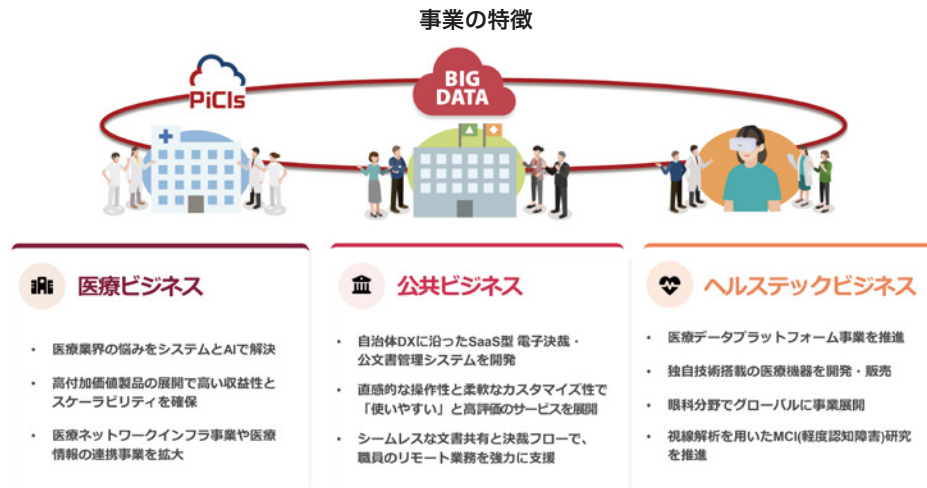 事業の特徴
PiCIs
BIG
DATA
医療ビジネス
・ 医療業界の悩みをシステムとAIで解決
・ 高付加価値製品の展開で高い収益性と
スケーラビリティを確保
・ 医療ネットワークインフラ事業や医療
情報の連携事業を拡大
公共ビジネス
・ 自治体DXに沿ったSaaS型 電子決裁・
公文書管理システムを開発
・ 直感的な操作性と柔軟なカスタマイズ性で
「使いやすい」と高評価のサービスを展開
・ シームレスな文書共有と決裁フローで、
職員のリモート業務を強力に支援
ヘルステックビジネス
・ 医療データプラットフォーム事業を推進
・ 独自技術搭載の医療機器を開発・販売
・ 眼科分野でグローバルに事業展開
・ 視線解析を用いたMCI(軽度認知障害)研究
を推進